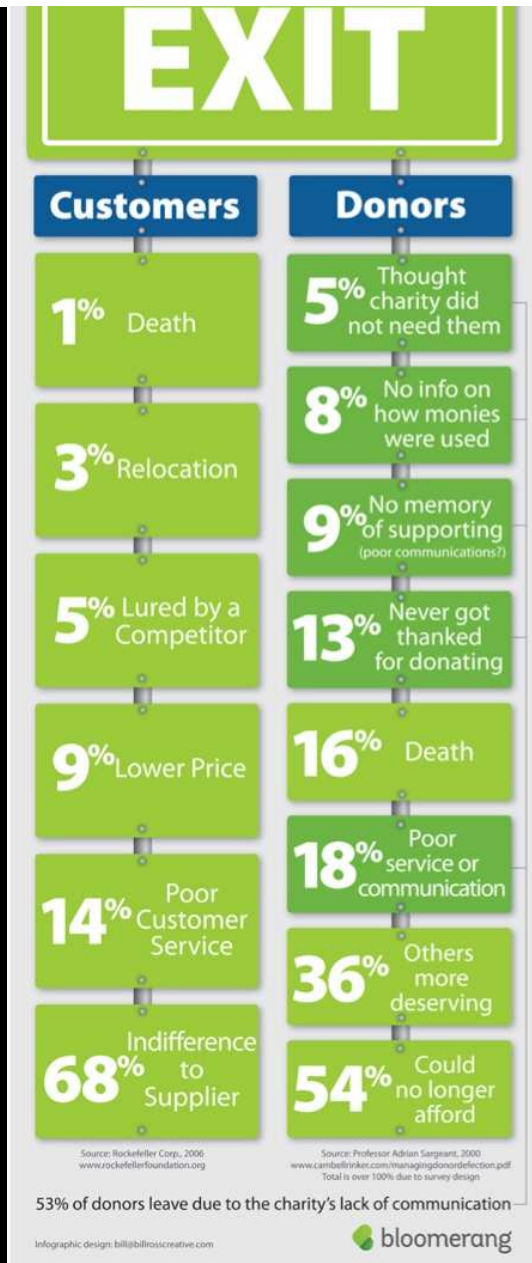 EXIT
Customers
1% Death
3% Relocation
5% Lured by a
Competitor
9% Lower Price
14% Poor
Customer
Service
68% Indifference
to
Supplier
Source: Rockefeller Corp., 2006
www.rockefellerfoundation.org
Donors
5% Thought
charity did
not need them
8% No info on
how monies
were used
9% No memory
of supporting
(poor communications?)
13% Never got
thanked
for donating
16% Death
18% Poor
service or
communication
36% Others
more
deserving
54% Could
no longer
afford
Source: Professor Adrian Sargeant, 2000
www.cambellrinker.com/managingdonordefection.pdf
Total is over 100% due to survey design
53% of donors leave due to the charity's lack of communication
Infographic design: bill@billrosscreative.com
bloomerang